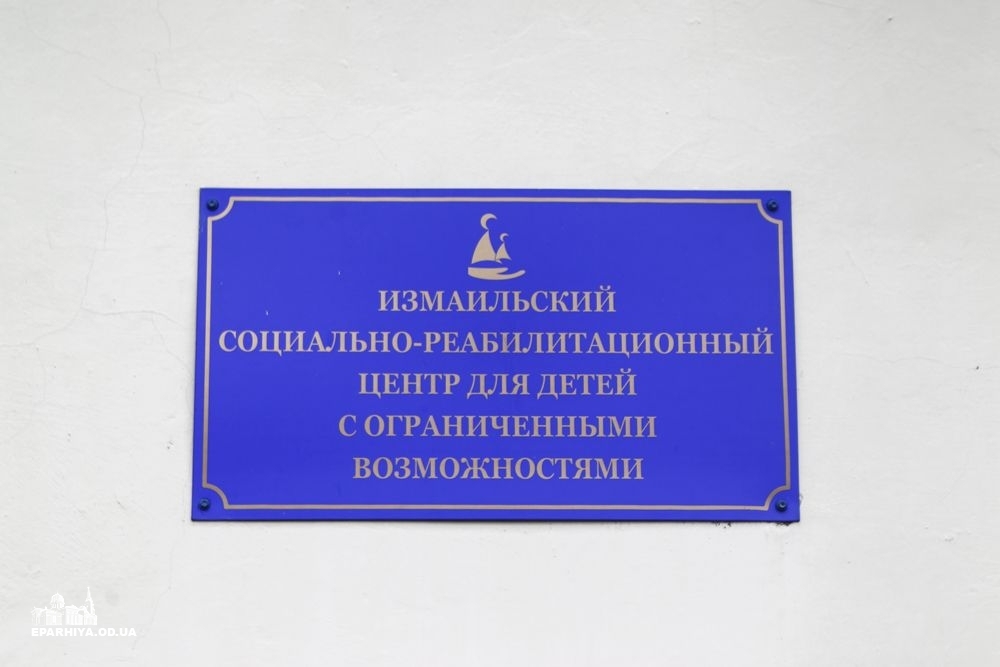 ИЗМАИЛЬСКИЙ
СОЦИАЛЬНО-РЕАБИЛИТАЦИОННЫЙ
ЦЕНТР ДЛЯ ДЕТЕЙ
С ОГРАНИЧЕННЫМИ
ВОЗМОЖНОСТЯМИ
EPARHIYA.OD.UA